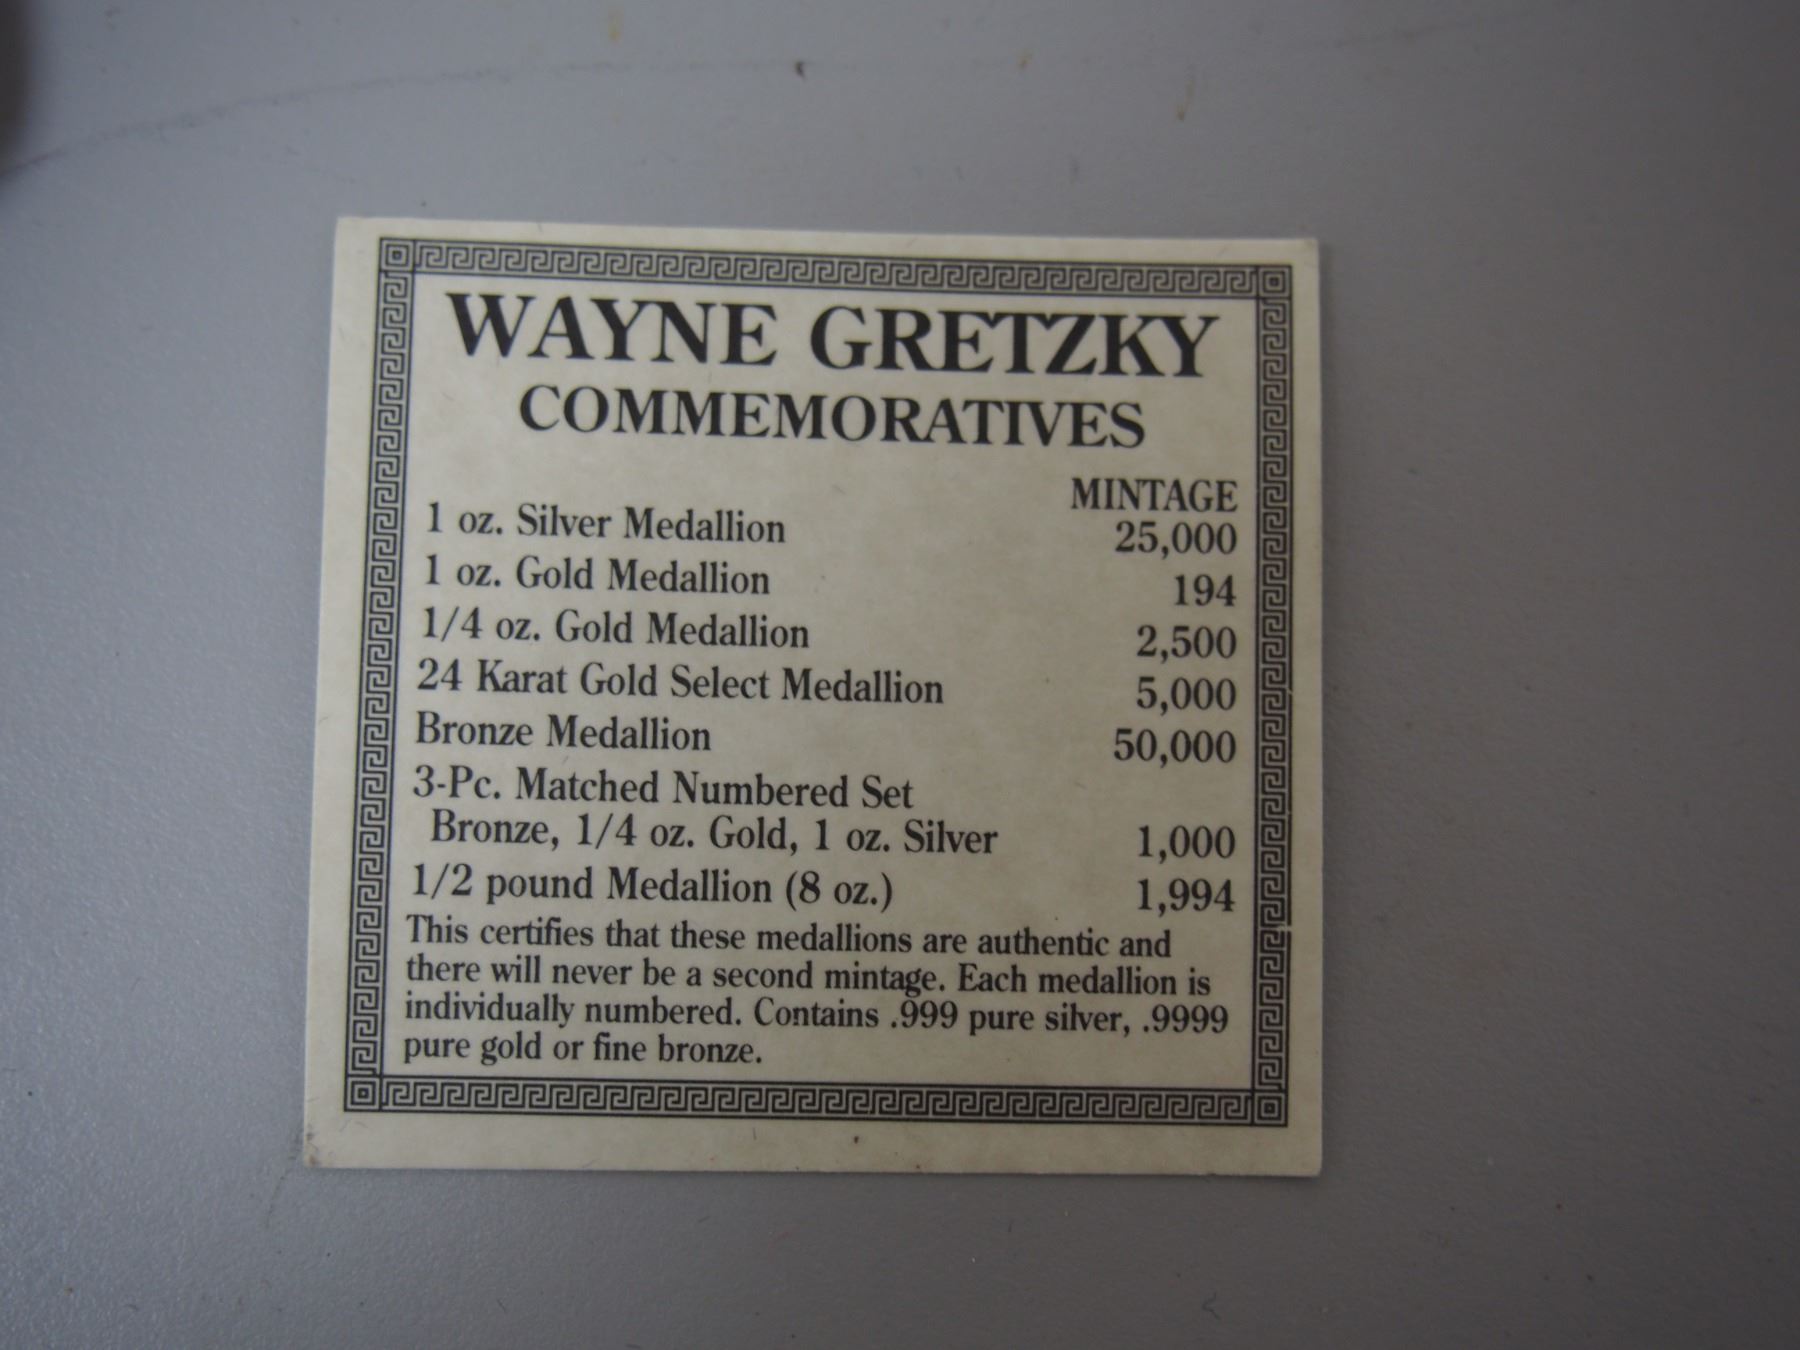 WAYNE GRETZKY
COMMEMORATIVES
MINTAGE
1 oz. Silver Medallion 25,000
1 oz. Gold Medallion 194
1/4 oz. Gold Medallion 2,500
24 Karat Gold Select Medallion 5,000
Bronze Medallion 50,000
3-Pc. Matched Numbered Set
Bronze, 1/4 oz. Gold, 1 oz. Silver 1,000
1/2 pound Medallion (8 oz.) 1,994
This certifies that these medallions are authentic and
there will never be a second mintage. Each medallion is
individually numbered. Contains .999 pure silver, .9999
pure gold or fine bronze.